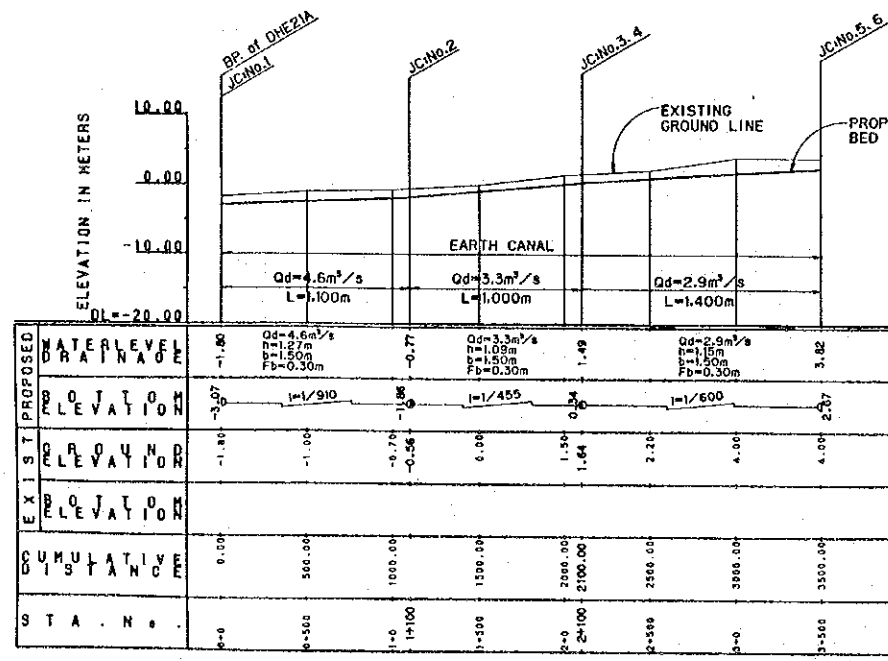 BP. of DHE21A
JC:No.1
JC:No.2
JC:No.3.4
JC:No.5.6
ELEVATION IN METERS
10.00
0.00
-10.00
DL=-20.00
EXISTING
GROUND LINE
PROP
BED
EARTH CANAL
Qd=4.6m³/s
L=1.100m
Qd=3.3m³/s
L=1.000m
Qd=2.9m³/s
L=1.400m
PROPOSED
WATERLEVEL
DRAINAGE
-1.80
Qd=4.6m³/s
h=1.27m
b=1.50m
Fb=0.30m
-0.77
Qd=3.3m³/s
h=1.09m
b=1.50m
Fb=0.30m
1.49
Qd=2.9m³/s
h=1.15m
b=1.50m
Fb=0.30m
3.82
BOTTOM
ELEVATION
-3.07
I=1/910
-1.86
I=1/455
0.34
I=1/600
2.67
EXIST
GROUND
ELEVATION
-1.80
-1.00
-0.70
-0.56
0.00
1.50
1.64
2.20
4.00
4.00
BOTTOM
ELEVATION
CUMULATIVE
DISTANCE
0.00
500.00
1000.00
1500.00
2000.00
2100.00
2500.00
3000.00
3500.00
STA. No.
0+0
0+500
1+0
1+100
1+500
2+0
2+100
2+500
3+0
3+500